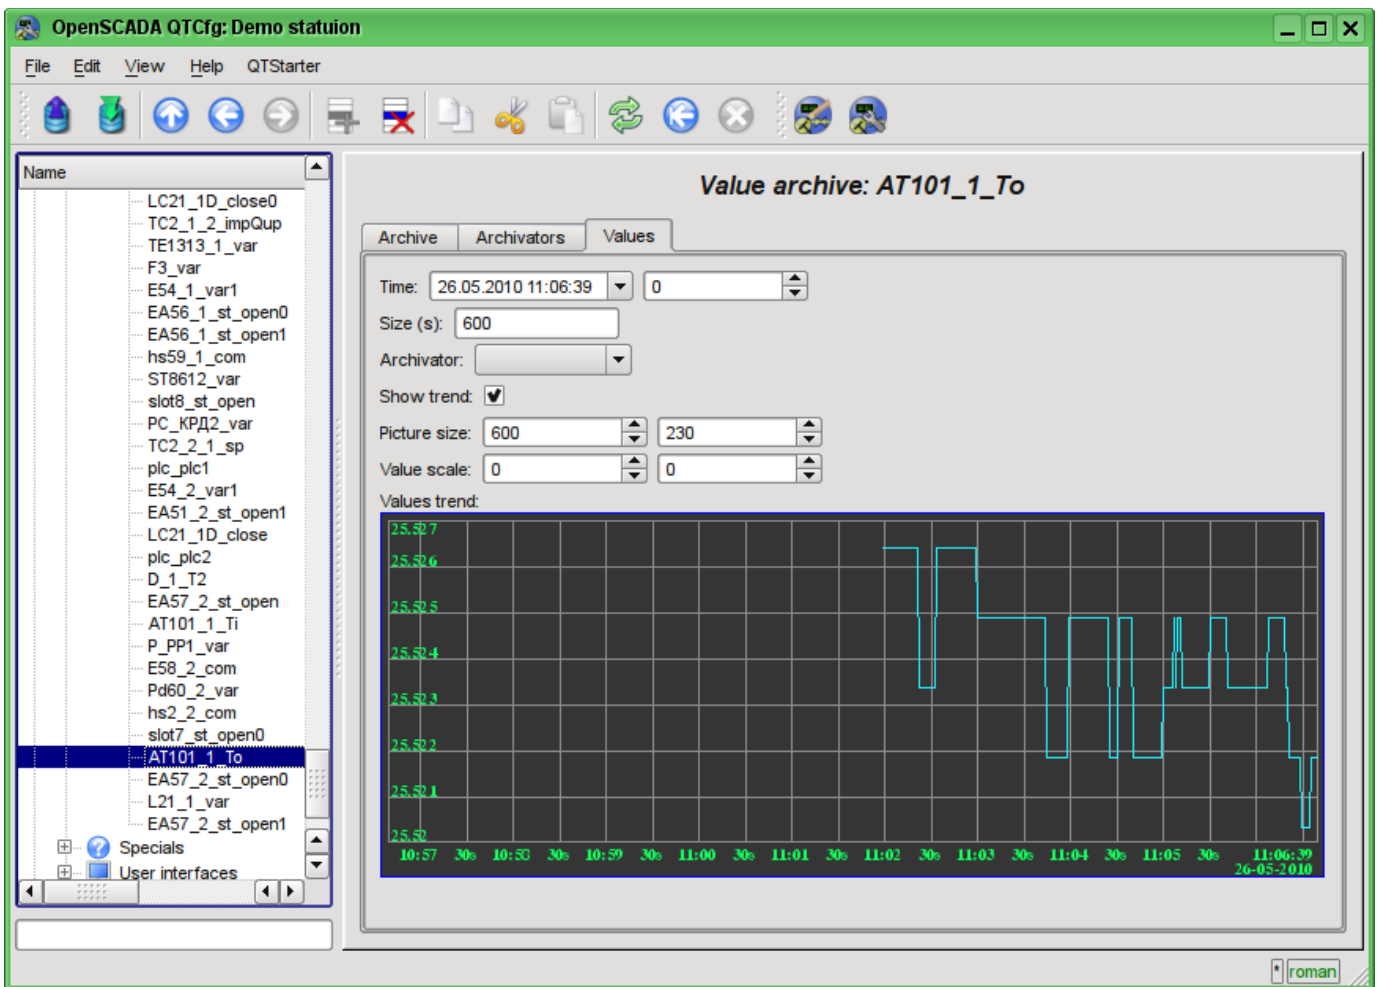 OpenSCADA QTCfg: Demo statuion
File Edit View Help QTStarter
Name
LC21_1D_close0
TC2_1_2_impQup
TE1313_1_var
F3_var
E54_1_var1
EA56_1_st_open0
EA56_1_st_open1
hs59_1_com
ST8612_var
slot8_st_open
PC_КРД2_var
TC2_2_1_sp
plc_plc1
E54_2_var1
EA51_2_st_open1
LC21_1D_close
plc_plc2
D_1_T2
EA57_2_st_open
AT101_1_Ti
P_PP1_var
E58_2_com
Pd60_2_var
hs2_2_com
slot7_st_open0
AT101_1_To
EA57_2_st_open0
L21_1_var
EA57_2_st_open1
Specials
User interfaces
Value archive: AT101_1_To
Archive Archivators Values
Time: 26.05.2010 11:06:39 0
Size (s): 600
Archivator:
Show trend:
Picture size: 600 230
Value scale: 0 0
Values trend:
25.527
25.526
25.525
25.524
25.523
25.522
25.521
25.52
10:57 30s 10:58 30s 10:59 30s 11:00 30s 11:01 30s 11:02 30s 11:03 30s 11:04 30s 11:05 30s 11:06:39
26-05-2010
* roman